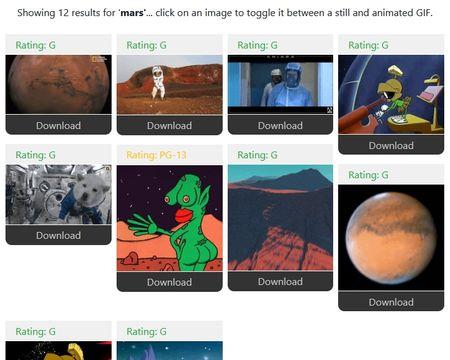 Showing 12 results for 'mars'... click on an image to toggle it between a still and animated GIF.
Rating: G
Rating: G
Rating: G
Rating: G
Download
Download
Download
Download
Rating: G
Rating: PG-13
Rating: G
Rating: G
Download
Download
Download
Download
Rating: G
Rating: G